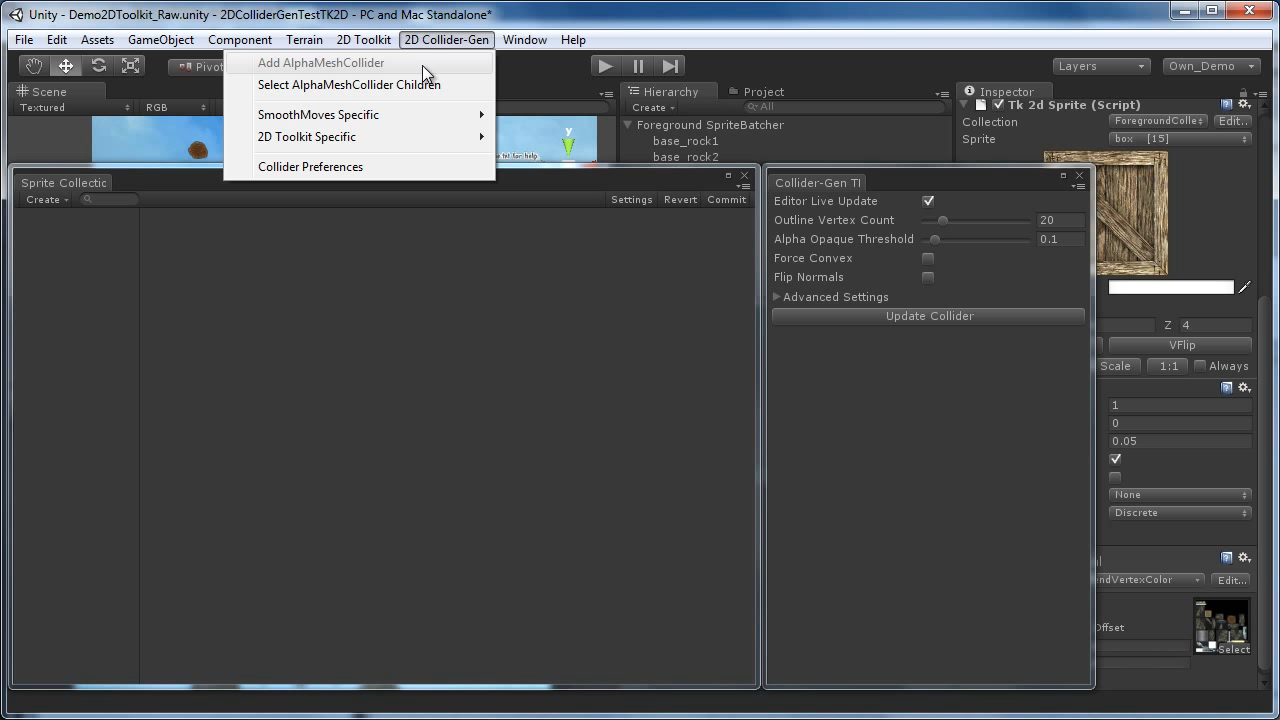 Unity - Demo2DToolkit_Raw.unity - 2DColliderGenTestTK2D - PC and Mac Standalone*
File Edit Assets GameObject Component Terrain 2D Toolkit 2D Collider-Gen Window Help
Pivot
Layers
Own_Demo
Add AlphaMeshCollider
Select AlphaMeshCollider Children
SmoothMoves Specific
2D Toolkit Specific
Collider Preferences
Scene
Textured
RGB
y
Hierarchy
Project
Create
All
Foreground SpriteBatcher
base_rock1
base_rock2
Inspector
Tk 2d Sprite (Script)
Collection
ForegroundColle
Edit..
Sprite
box [15]
Sprite Collectic
Create
Settings Revert Commit
Collider-Gen TI
Editor Live Update
Outline Vertex Count
20
Alpha Opaque Threshold
0.1
Force Convex
Flip Normals
Advanced Settings
Update Collider
Z 4
VFlip
Scale
1:1
Always
1
0
0.05
None
Discrete
endVertexColor
Edit...
Offset
Select